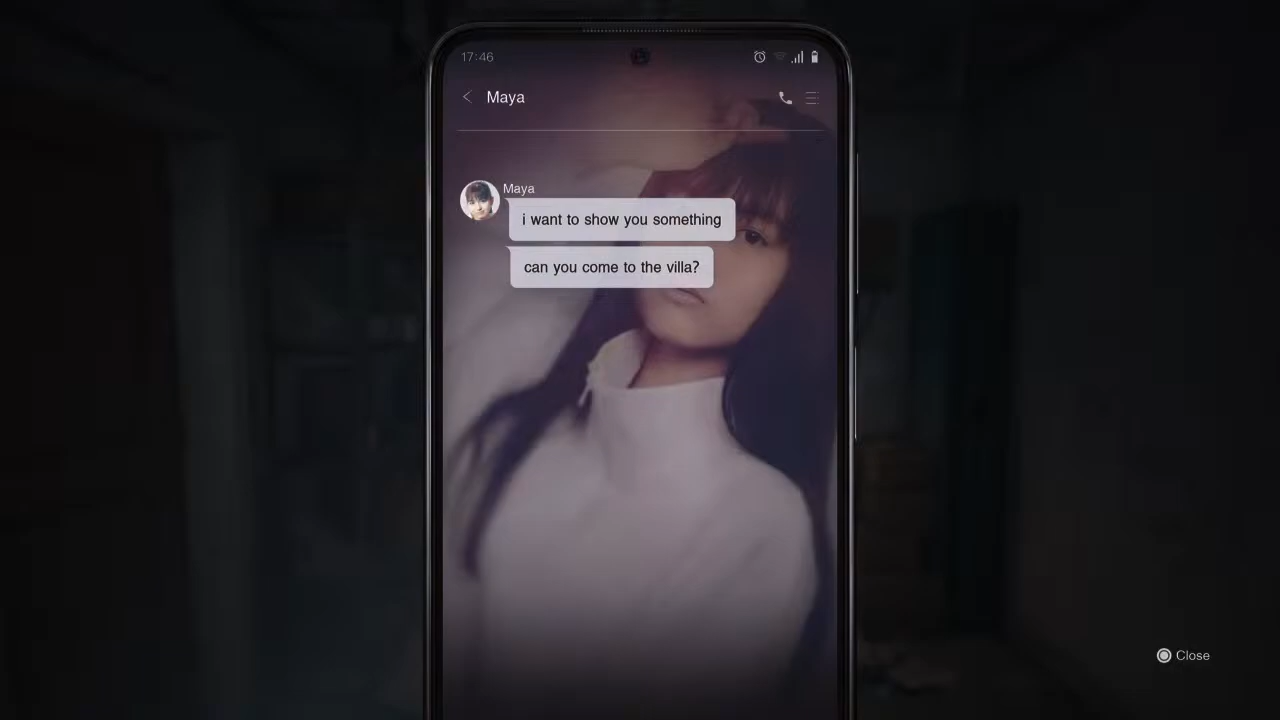 17:46
Maya
Maya
i want to show you something
can you come to the villa?
Close